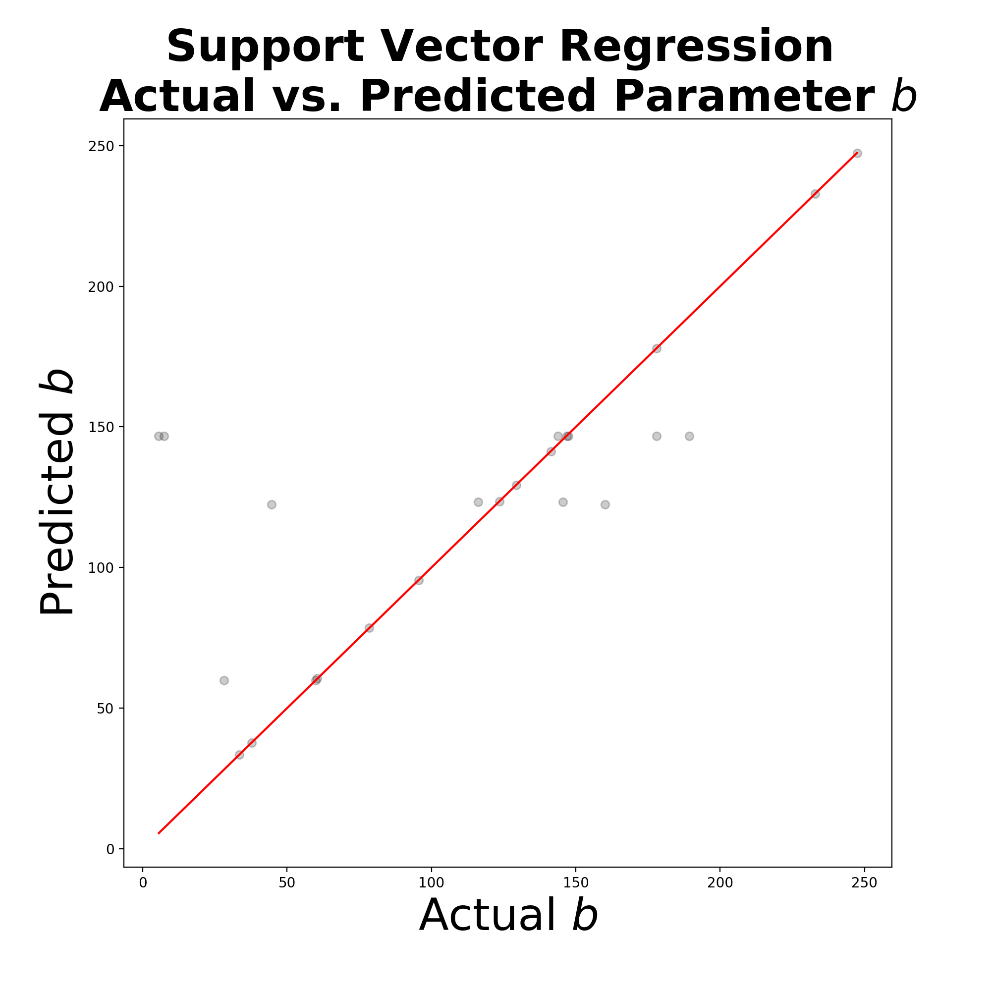 Support Vector Regression
Actual vs. Predicted Parameter b
250
200
150
100
50
0
Predicted b
0 50 100 150 200 250
Actual b